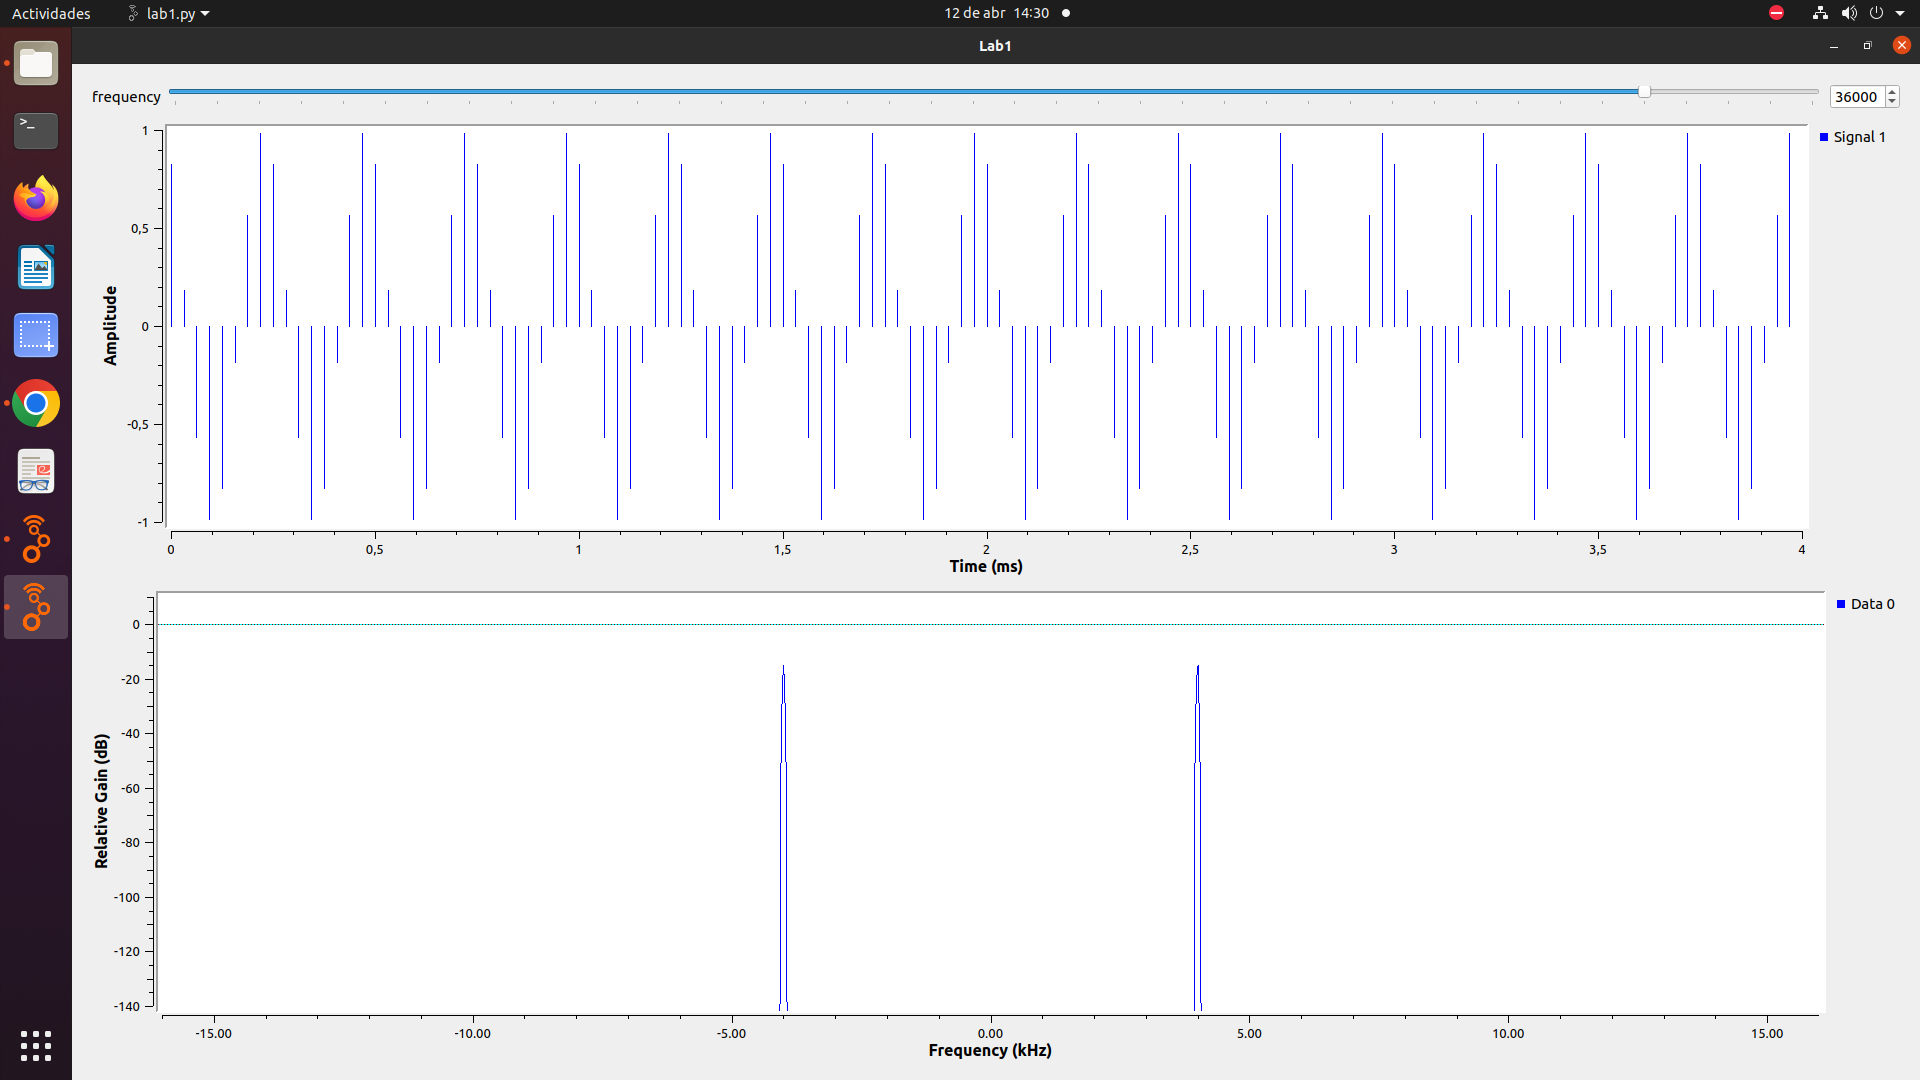 Actividades lab1.py 12 de abr 14:30
Lab1
frequency 36000
Signal 1
1
0,5
0
-0,5
-1
Amplitude
0 0,5 1 1,5 2 2,5 3 3,5 4
Time (ms)
Data 0
0
-20
-40
-60
-80
-100
-120
-140
Relative Gain (dB)
-15.00 -10.00 -5.00 0.00 5.00 10.00 15.00
Frequency (kHz)